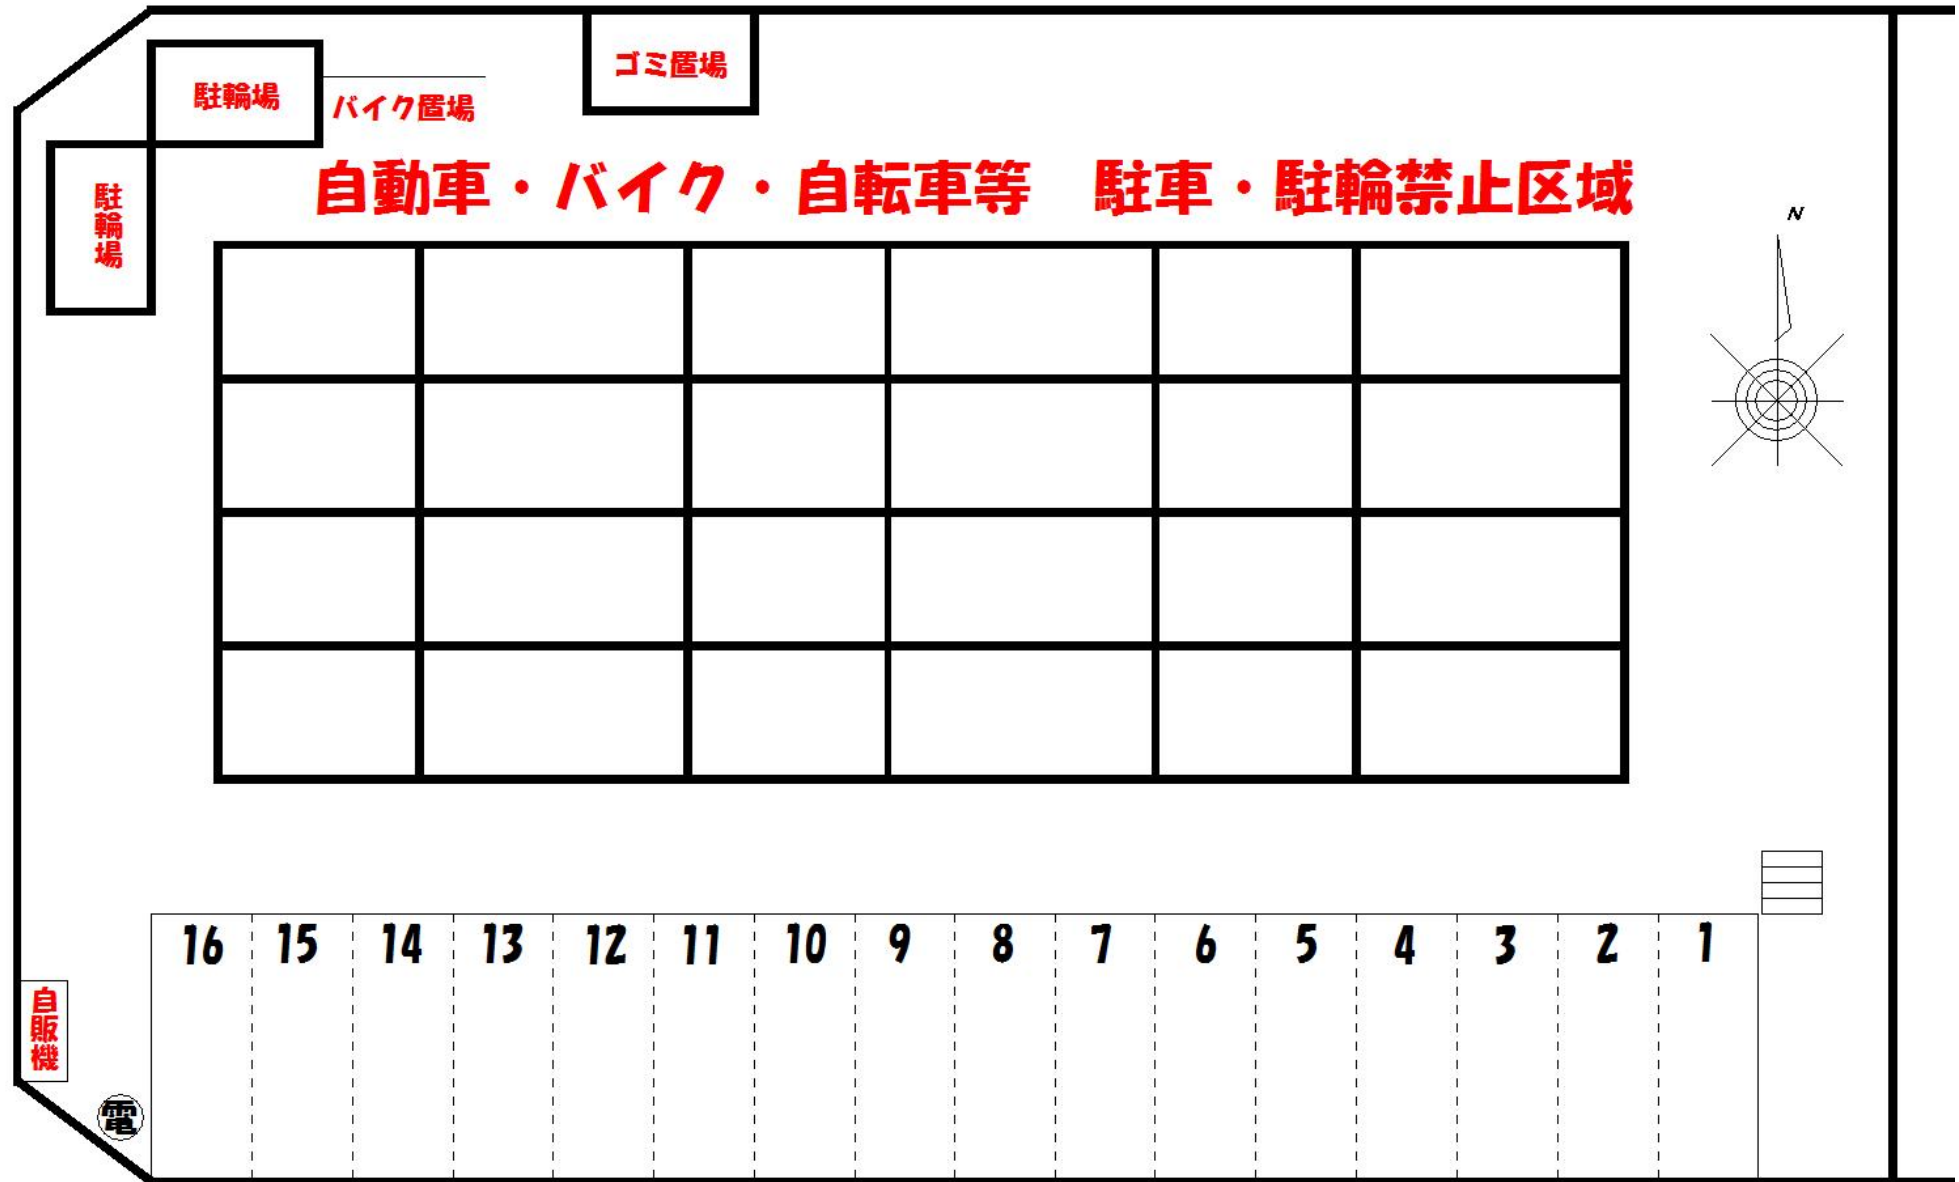 ゴミ置場
駐輪場
バイク置場
自動車・バイク・自転車等　駐車・駐輪禁止区域
駐輪場
N
16 15 14 13 12 11 10 9 8 7 6 5 4 3 2 1
自販機
電